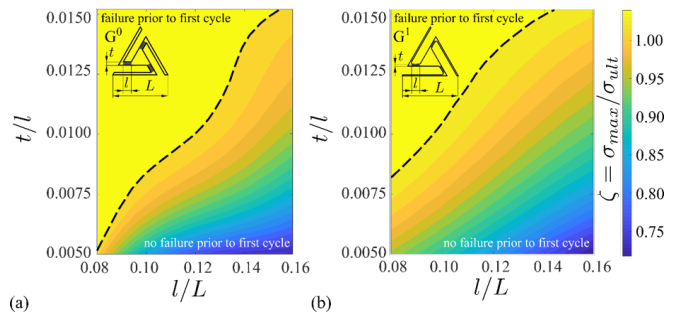 failure prior to first cycle
G⁰
t
l
L
no failure prior to first cycle
0.0150
0.0125
0.0100
0.0075
0.0050
t/l
0.08
0.10
0.12
0.14
0.16
l/L
(a)
failure prior to first cycle
G¹
t
l
L
no failure prior to first cycle
0.0150
0.0125
0.0100
0.0075
0.0050
t/l
0.08
0.10
0.12
0.14
0.16
l/L
(b)
1.00
0.95
0.90
0.85
0.80
0.75
ζ = σmax/σult